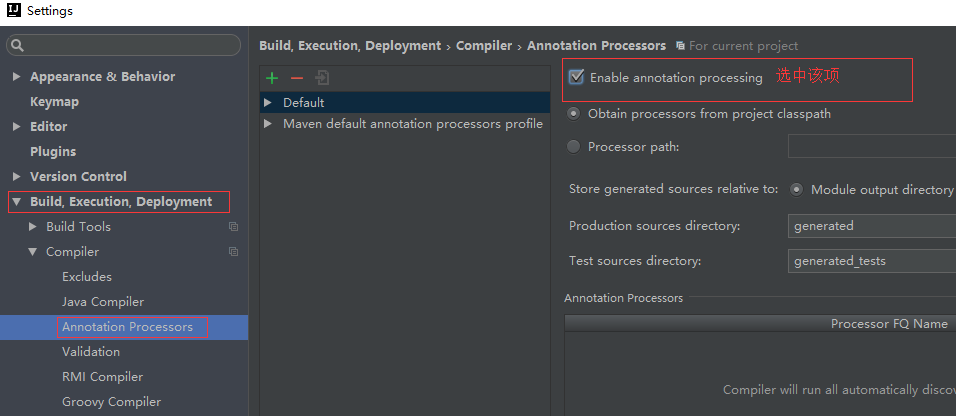 IJ Settings
Appearance & Behavior
Keymap
Editor
Plugins
Version Control
Build, Execution, Deployment
Build Tools
Compiler
Excludes
Java Compiler
Annotation Processors
Validation
RMI Compiler
Groovy Compiler
Build, Execution, Deployment › Compiler › Annotation Processors For current project
Default
Maven default annotation processors profile
Enable annotation processing 选中该项
Obtain processors from project classpath
Processor path:
Store generated sources relative to: Module output directory
Production sources directory: generated
Test sources directory: generated_tests
Annotation Processors
Processor FQ Name
Compiler will run all automatically disco